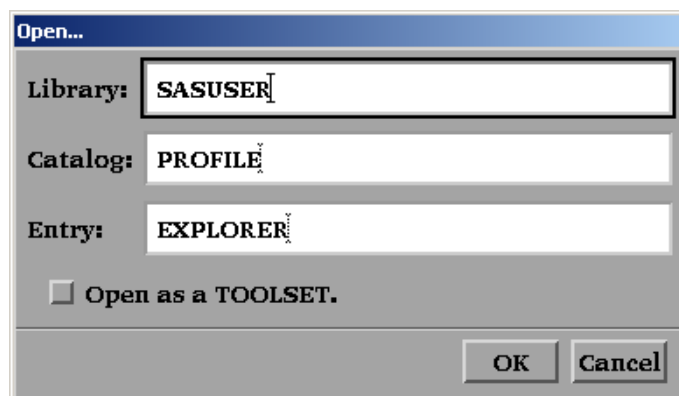 Open...
Library: SASUSER
Catalog: PROFILE
Entry: EXPLORER
Open as a TOOLSET.
OK Cancel